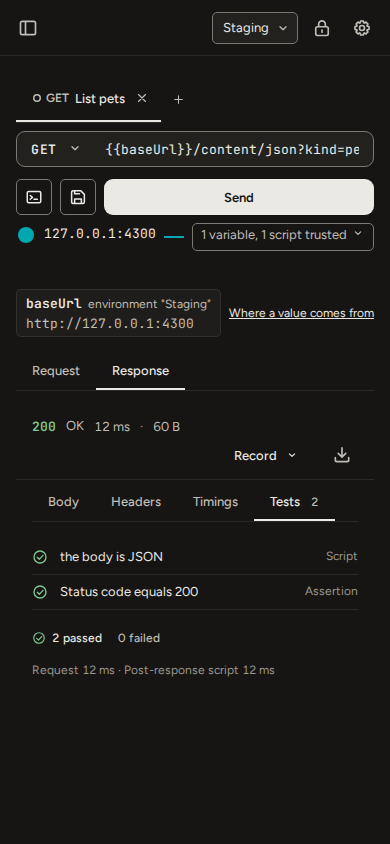 Staging
GET List pets
GET {{baseUrl}}/content/json?kind=pe
Send
127.0.0.1:4300 1 variable, 1 script trusted
baseUrl environment "Staging"
http://127.0.0.1:4300
Where a value comes from
Request Response
200 OK 12 ms · 60 B
Record
Body Headers Timings Tests 2
the body is JSON Script
Status code equals 200 Assertion
2 passed 0 failed
Request 12 ms · Post-response script 12 ms